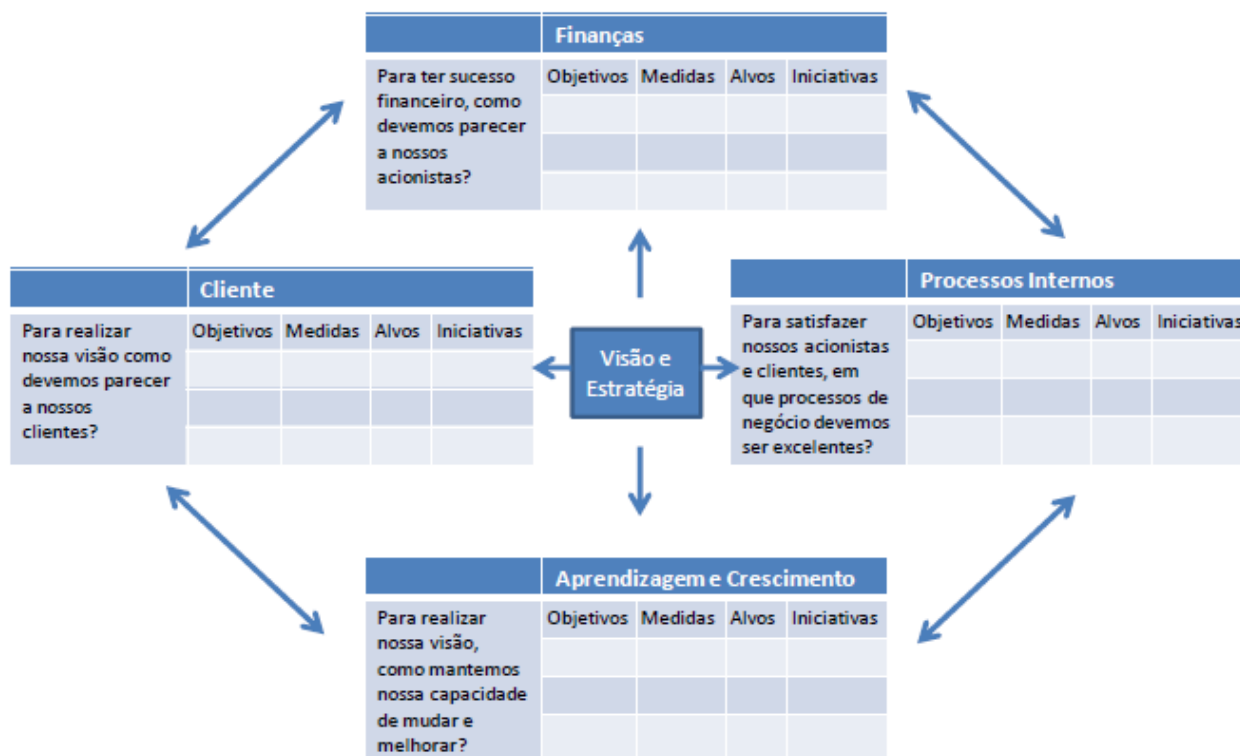 Finanças
Para ter sucesso
financeiro, como
devemos parecer
a nossos
acionistas?
Objetivos Medidas Alvos Iniciativas
Cliente
Para realizar
nossa visão como
devemos parecer
a nossos
clientes?
Objetivos Medidas Alvos Iniciativas
Visão e
Estratégia
Processos Internos
Para satisfazer
nossos acionistas
e clientes, em
que processos de
negócio devemos
ser excelentes?
Objetivos Medidas Alvos Iniciativas
Aprendizagem e Crescimento
Para realizar
nossa visão,
como mantemos
nossa capacidade
de mudar e
melhorar?
Objetivos Medidas Alvos Iniciativas